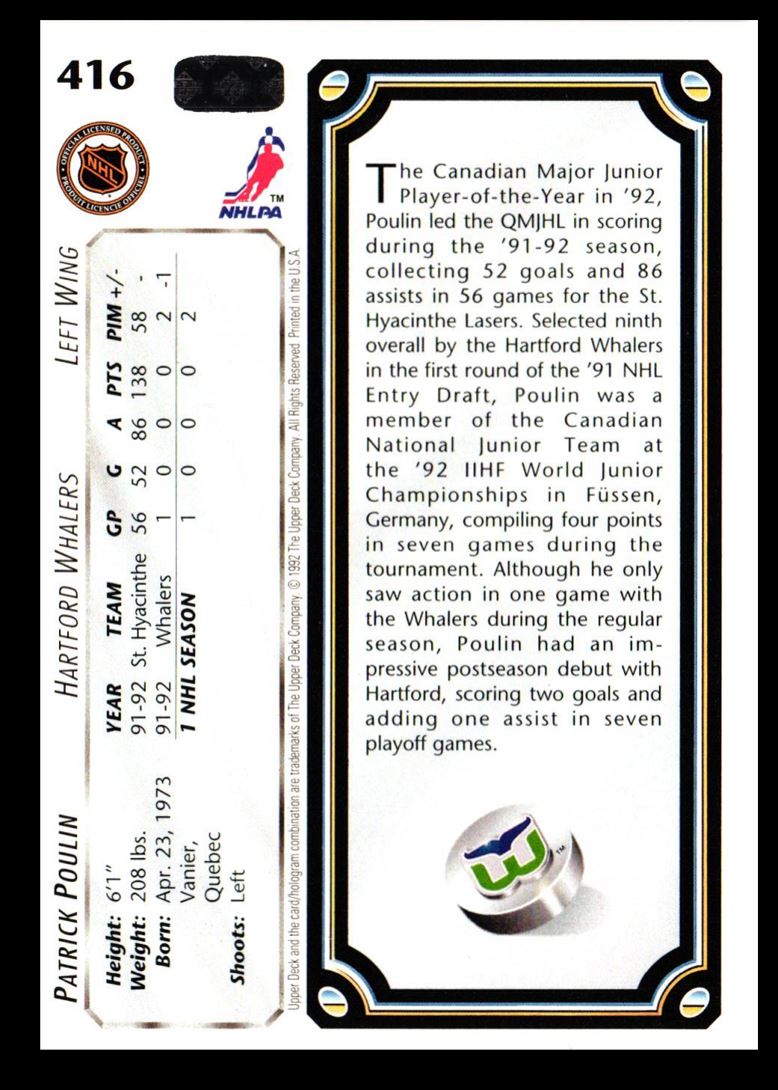 416
OFFICIAL LICENSED PRODUCT
NHL
PRODUIT LICENCIE OFFICIEL
TM
NHLPA
PATRICK POULIN HARTFORD WHALERS LEFT WING
Height: 6'1"
Weight: 208 lbs.
Born: Apr. 23, 1973
Vanier,
Quebec
Shoots: Left
YEAR TEAM GP G A PTS PIM +/-
91-92 St. Hyacinthe 56 52 86 138 58 -
91-92 Whalers 1 0 0 0 2 -1
1 NHL SEASON 1 0 0 0 2
Upper Deck and the card/hologram combination are trademarks of The Upper Deck Company. © 1992 The Upper Deck Company. All Rights Reserved. Printed in the U.S.A.
The Canadian Major Junior
Player-of-the-Year in '92,
Poulin led the QMJHL in scoring
during the '91-92 season,
collecting 52 goals and 86
assists in 56 games for the St.
Hyacinthe Lasers. Selected ninth
overall by the Hartford Whalers
in the first round of the '91 NHL
Entry Draft, Poulin was a
member of the Canadian
National Junior Team at
the '92 IIHF World Junior
Championships in Füssen,
Germany, compiling four points
in seven games during the
tournament. Although he only
saw action in one game with
the Whalers during the regular
season, Poulin had an im-
pressive postseason debut with
Hartford, scoring two goals and
adding one assist in seven
playoff games.
W
TM